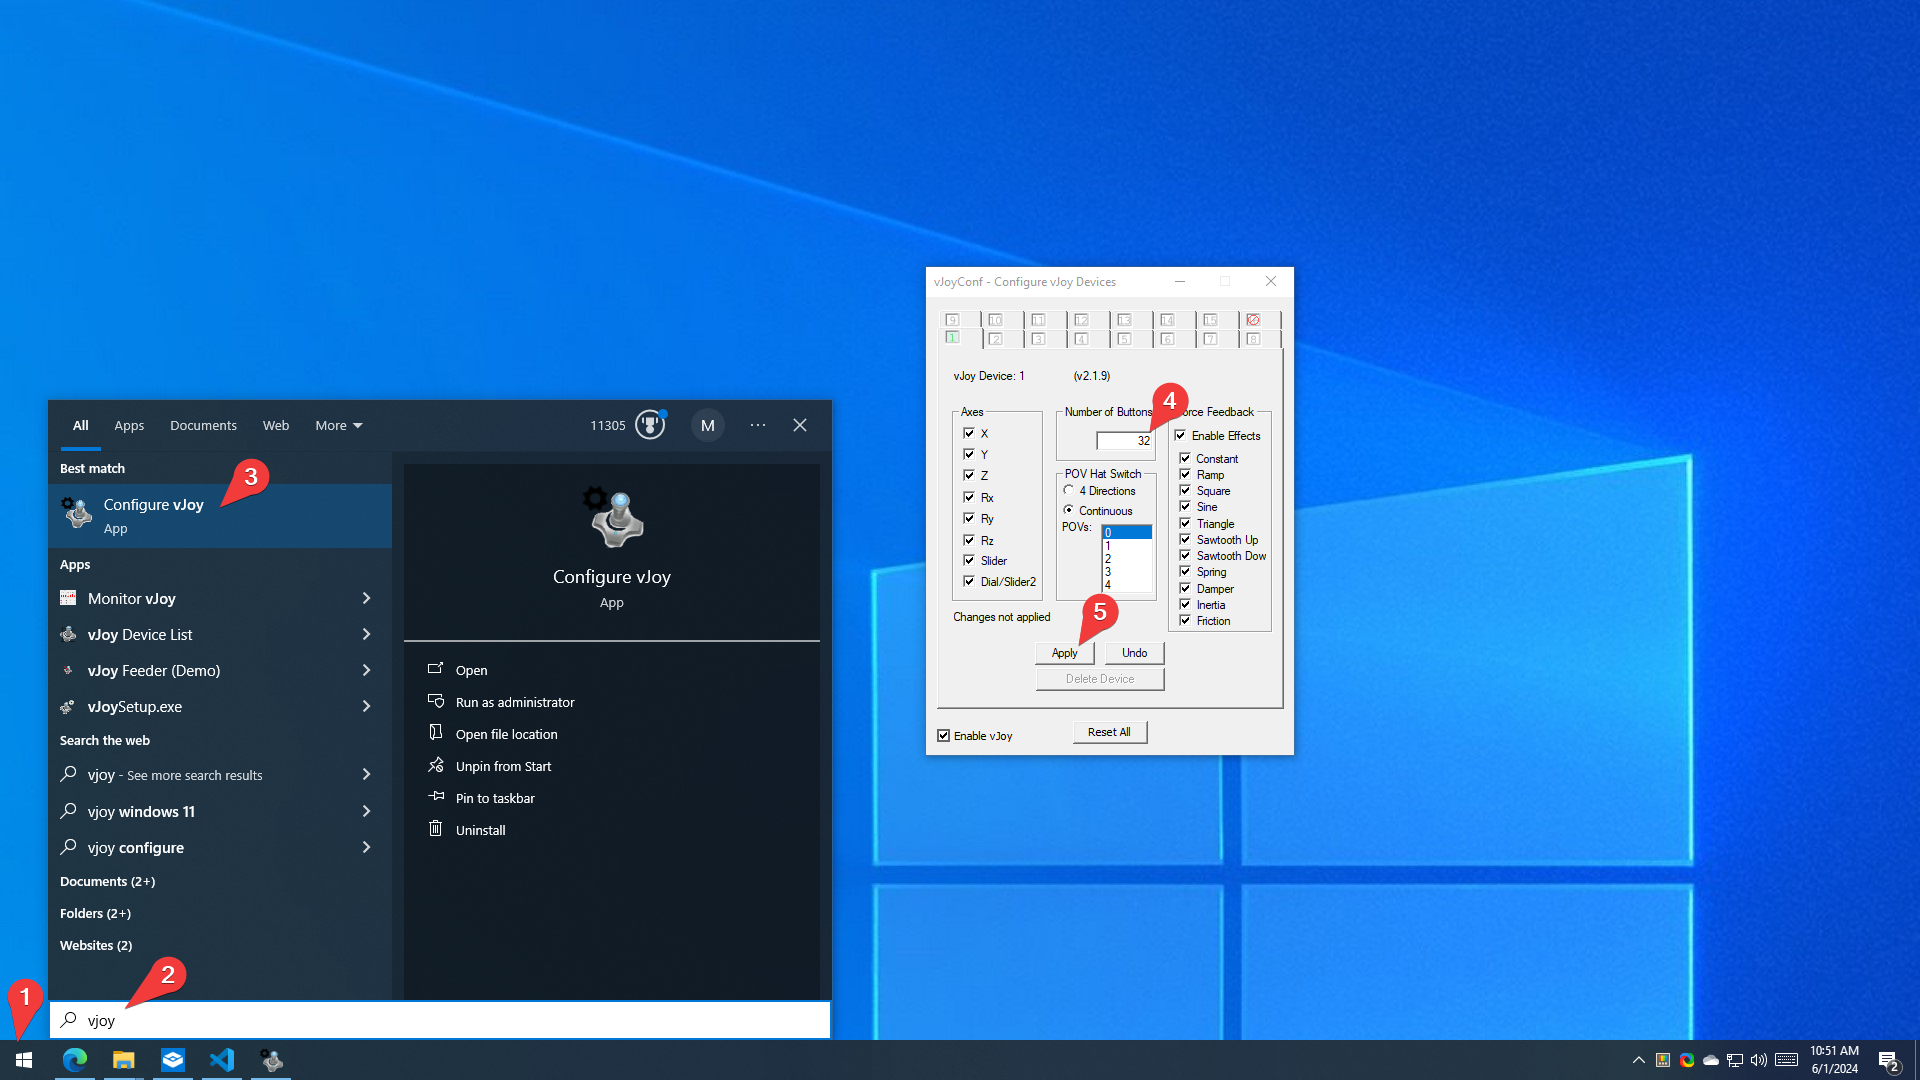 vJoyConf - Configure vJoy Devices
9 10 11 12 13 14 15
1 2 3 4 5 6 7 8
vJoy Device: 1 (v2.1.9)
Axes
X
Y
Z
Rx
Ry
Rz
Slider
Dial/Slider2
Number of Buttons
32
4
POV Hat Switch
4 Directions
Continuous
POVs:
0
1
2
3
4
orce Feedback
Enable Effects
Constant
Ramp
Square
Sine
Triangle
Sawtooth Up
Sawtooth Dow
Spring
Damper
Inertia
Friction
Changes not applied
5
Apply Undo
Delete Device
Enable vJoy Reset All
All Apps Documents Web More 11305 M ...
Best match
3
Configure vJoy
App
Apps
Monitor vJoy
vJoy Device List
vJoy Feeder (Demo)
vJoySetup.exe
Search the web
vjoy - See more search results
vjoy windows 11
vjoy configure
Documents (2+)
Folders (2+)
Websites (2)
Configure vJoy
App
Open
Run as administrator
Open file location
Unpin from Start
Pin to taskbar
Uninstall
2
1
vjoy
10:51 AM
6/1/2024
2